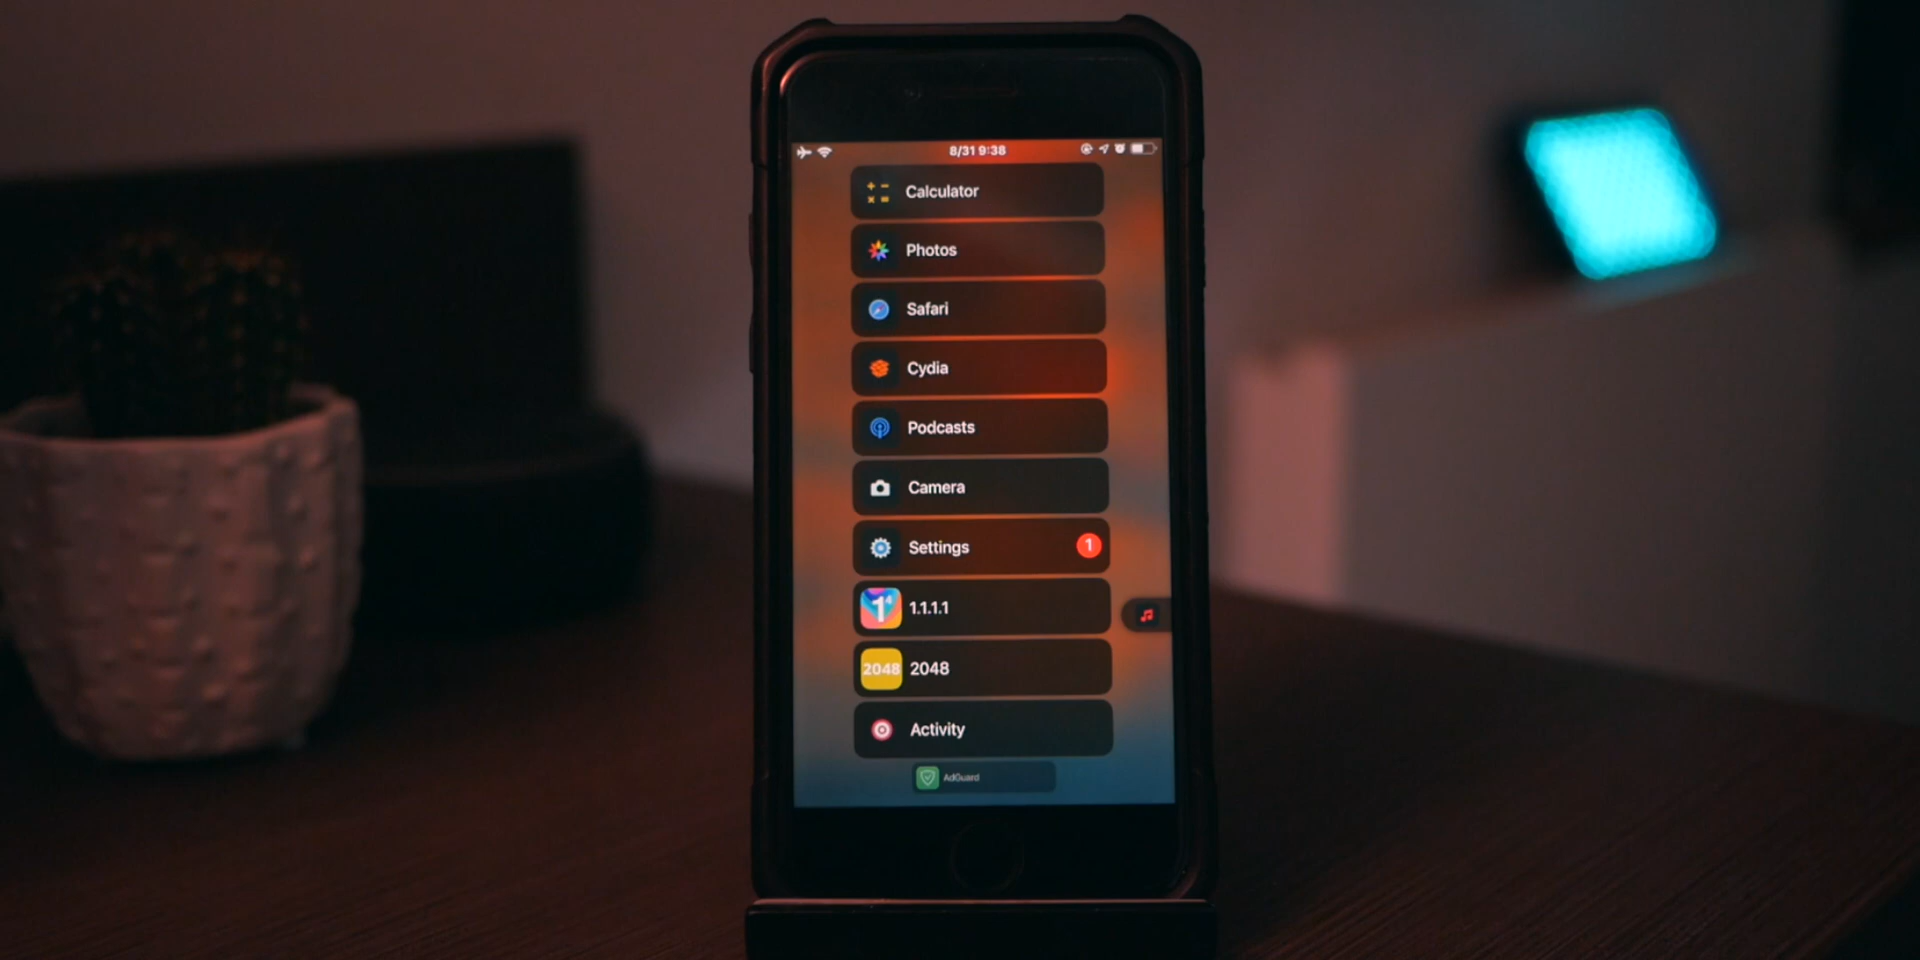 8/31 9:38
Calculator
Photos
Safari
Cydia
Podcasts
Camera
Settings 1
1⁴ 1.1.1.1
2048 2048
Activity
AdGuard